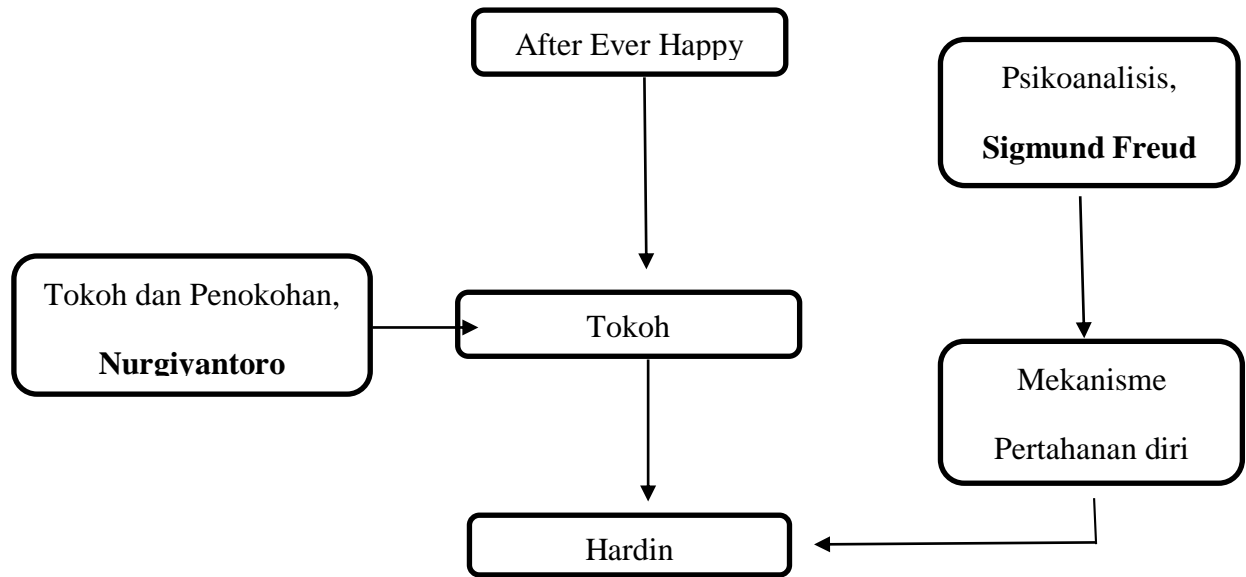 After Ever Happy
Psikoanalisis,
Sigmund Freud
Tokoh dan Penokohan,
Nurgiyantoro
Tokoh
Mekanisme
Pertahanan diri
Hardin